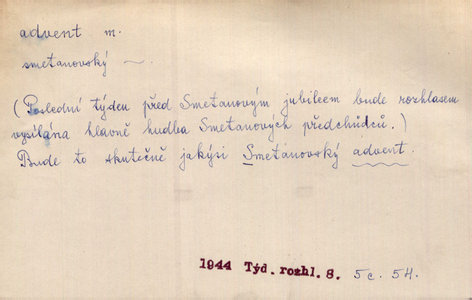 advent m.
smetanovský ~.
(Poslední týden před Smetanovým jubileem bude rozhlasem
vysílána hlavně hudba Smetanových předchůdců.)
Bude to skutečně jakýsi Smetanovský advent.
1944 Týd. rozhl. 8. 5c. 54.